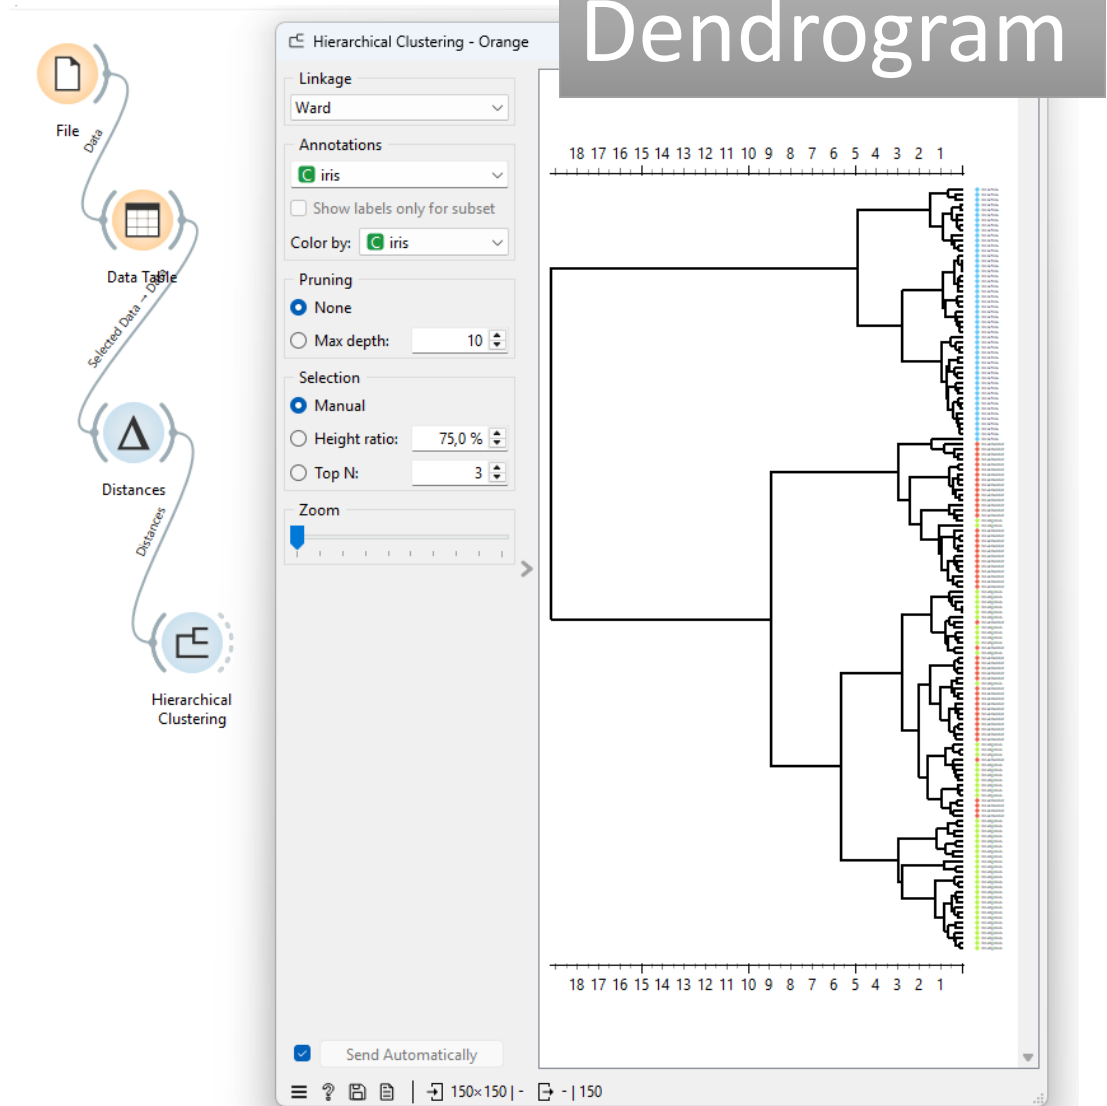 Dendrogram
File
Data
Data Table
Selected Data → Data
Distances
Distances
Hierarchical
Clustering
Hierarchical Clustering - Orange
Linkage
Ward
Annotations
C iris
Show labels only for subset
Color by: C iris
Pruning
None
Max depth: 10
Selection
Manual
Height ratio: 75,0 %
Top N: 3
Zoom
Send Automatically
150×150 | - - | 150
18 17 16 15 14 13 12 11 10 9 8 7 6 5 4 3 2 1
18 17 16 15 14 13 12 11 10 9 8 7 6 5 4 3 2 1